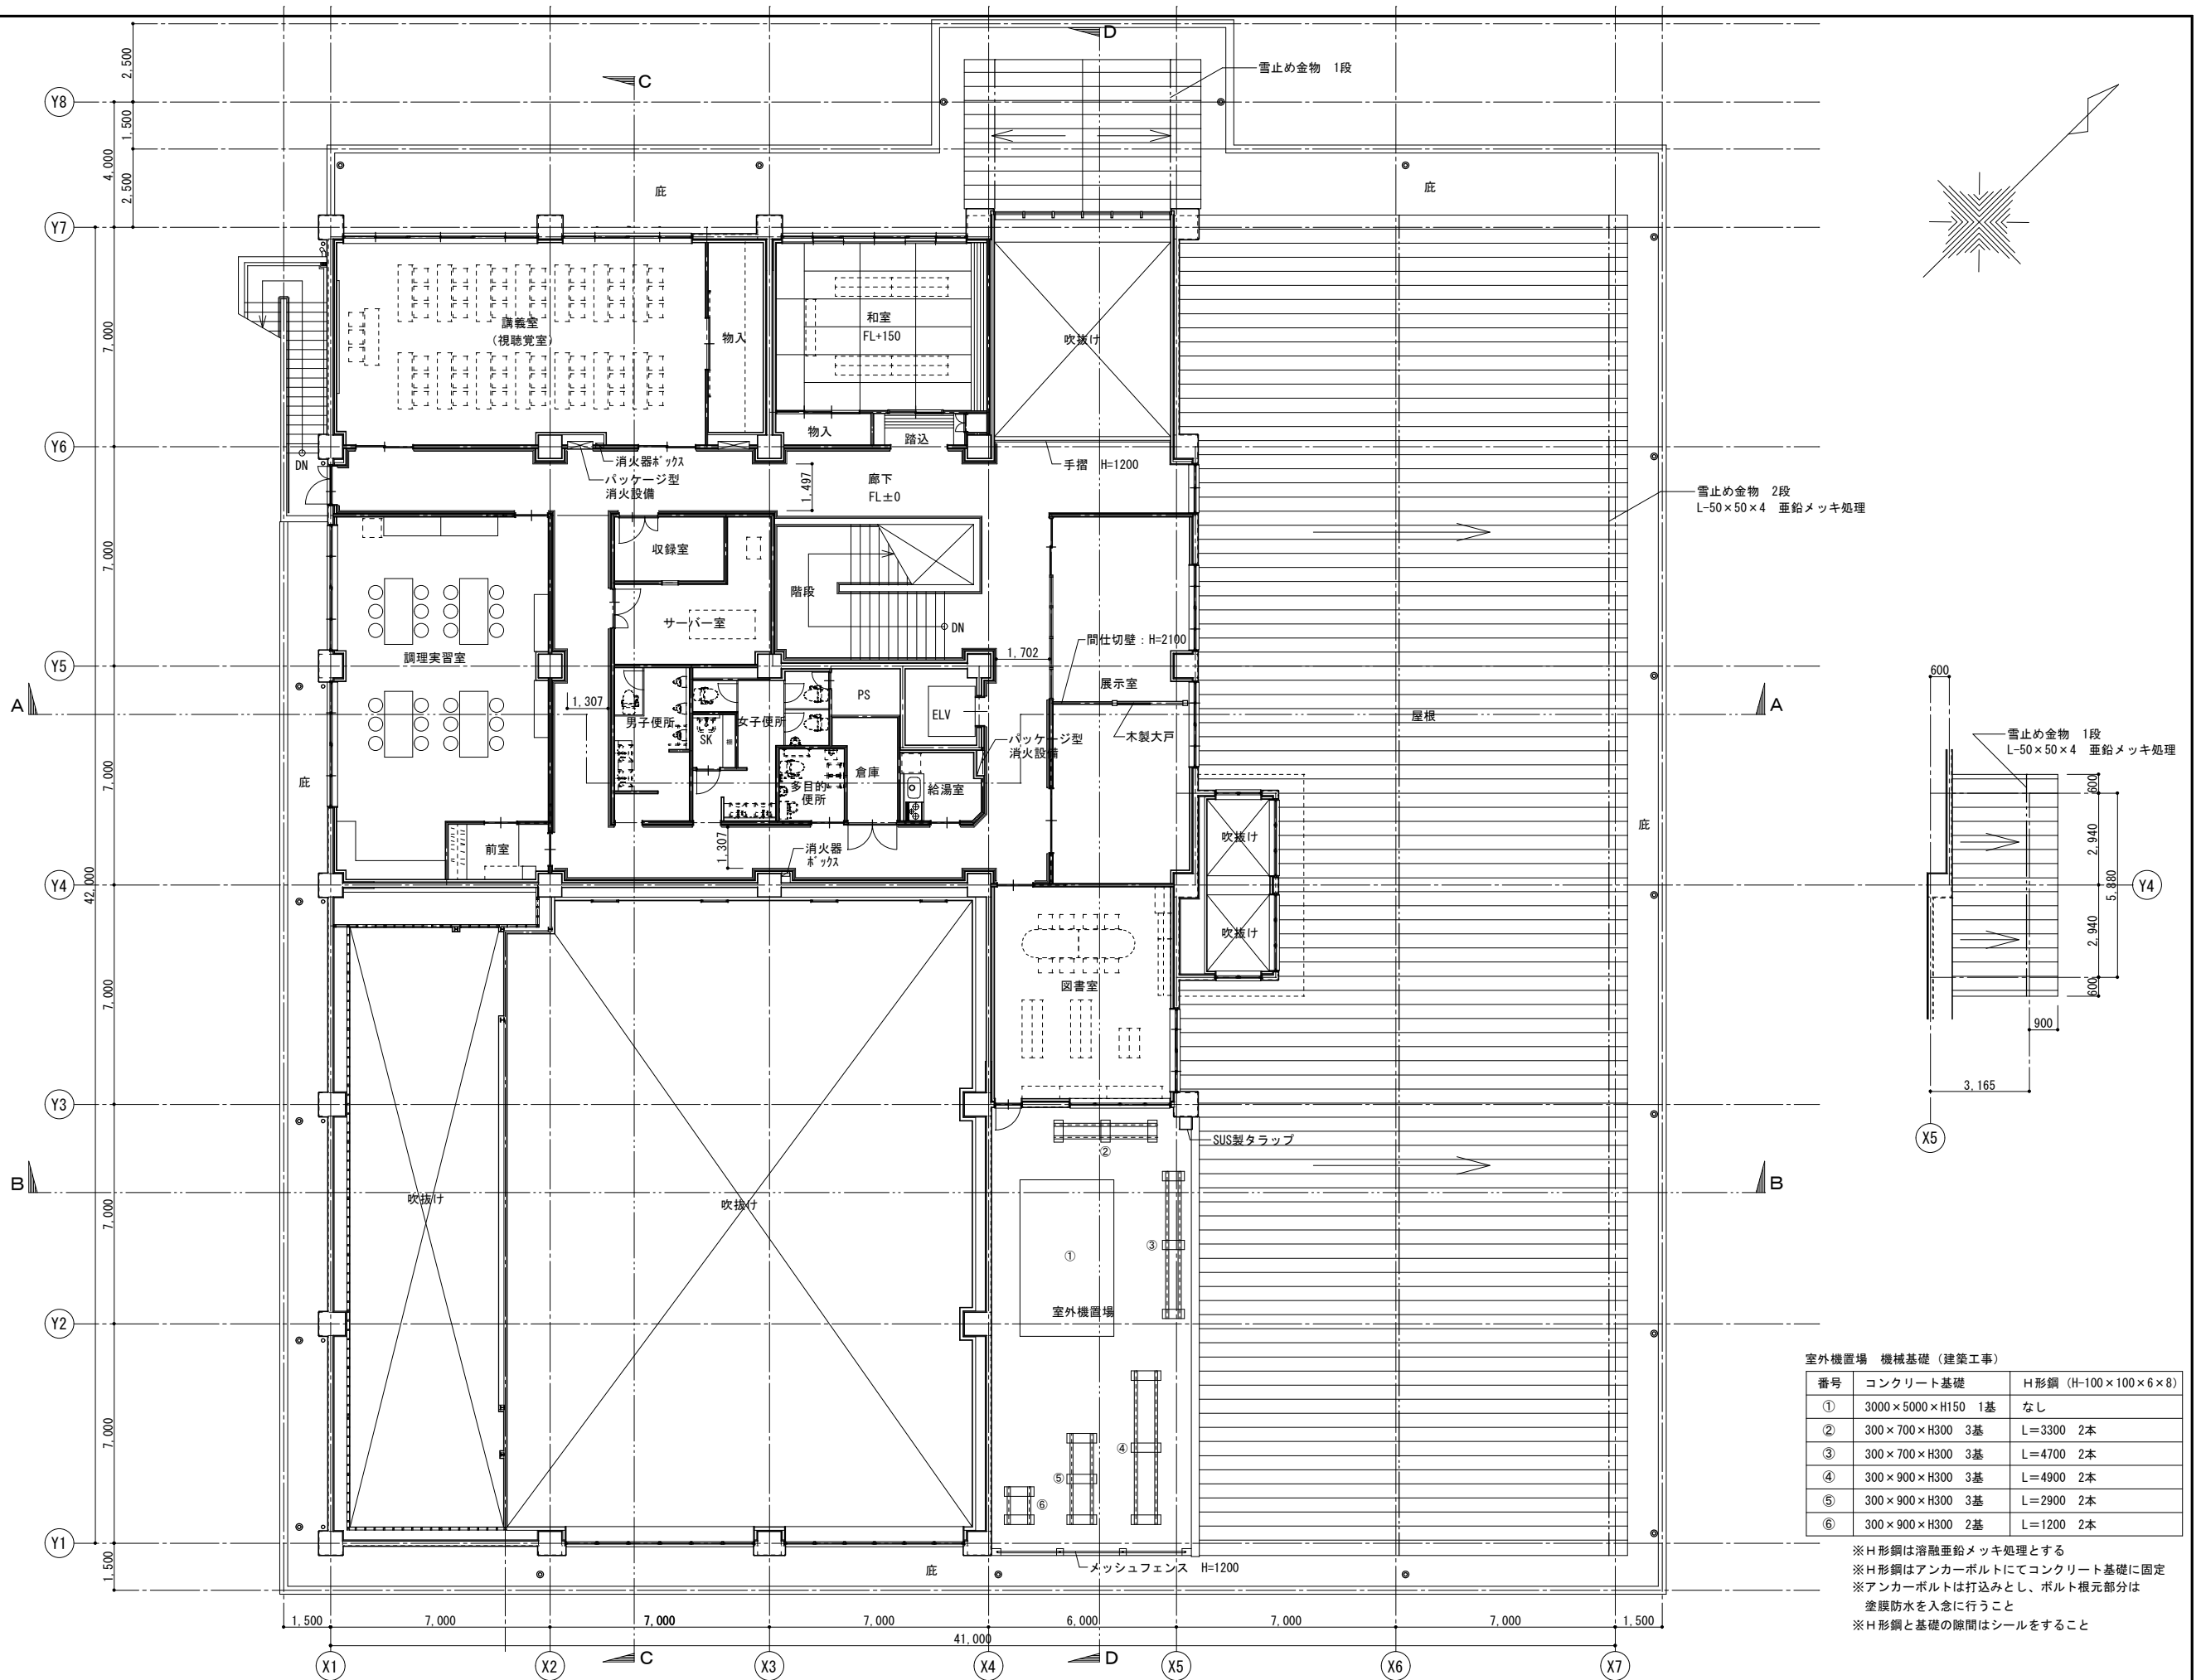 D
C
雪止め金物 1段
2,500
Y8
1,500
4,000
2,500
庇
庇
Y7
7,000
講義室
(視聴覚室)
物入
和室
FL+150
吹抜け
物入
踏込
Y6
DN
消火器ボックス
パッケージ型
消火設備
1,497
廊下
FL±0
手摺 H=1200
雪止め金物 2段
L-50×50×4 亜鉛メッキ処理
7,000
収録室
階段
サーバー室
DN
間仕切壁:H=2100
Y5
調理実習室
1,702
展示室
600
A
A
1,307
男子便所
SK
女子便所
PS
ELV
屋根
木製大戸
パッケージ型
消火設備
雪止め金物 1段
L-50×50×4 亜鉛メッキ処理
7,000
庇
倉庫
多目的
便所
給湯室
600
庇
吹抜け
2,940
前室
1,307
消火器
ボックス
Y4
42,000
5,880
Y4
吹抜け
2,940
7,000
図書室
600
900
3,165
Y3
X5
SUS製タラップ
②
B
B
7,000
吹抜け
吹抜け
③
①
室外機置場
Y2
7,000
④
⑤
⑥
室外機置場 機械基礎(建築工事)
番号 コンクリート基礎 H形鋼(H-100×100×6×8)
① 3000×5000×H150 1基 なし
② 300×700×H300 3基 L=3300 2本
③ 300×700×H300 3基 L=4700 2本
④ 300×900×H300 3基 L=4900 2本
⑤ 300×900×H300 3基 L=2900 2本
⑥ 300×900×H300 2基 L=1200 2本
※H形鋼は溶融亜鉛メッキ処理とする
※H形鋼はアンカーボルトにてコンクリート基礎に固定
※アンカーボルトは打込みとし、ボルト根元部分は
塗膜防水を入念に行うこと
※H形鋼と基礎の隙間はシールをすること
Y1
1,500
庇
メッシュフェンス H=1200
1,500 7,000 7,000 7,000 6,000 7,000 7,000 1,500
41,000
C
D
X1 X2 X3 X4 X5 X6 X7